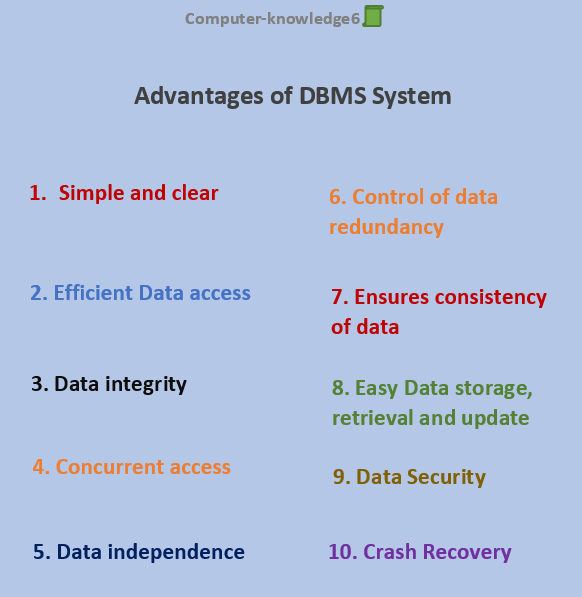 Computer-knowledge6
Advantages of DBMS System
1. Simple and clear
2. Efficient Data access
3. Data integrity
4. Concurrent access
5. Data independence
6. Control of data
redundancy
7. Ensures consistency
of data
8. Easy Data storage,
retrieval and update
9. Data Security
10. Crash Recovery